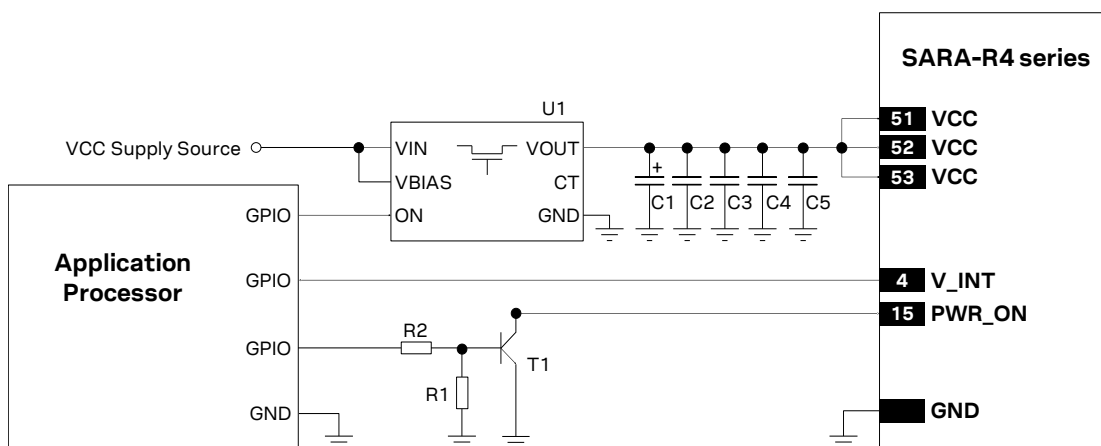 SARA-R4 series
U1
51 VCC
VCC Supply Source
VIN
VOUT
52 VCC
VBIAS
CT
53 VCC
+
C1
C2
C3
C4
C5
GPIO
ON
GND
Application
Processor
GPIO
4 V_INT
15 PWR_ON
R2
GPIO
T1
R1
GND
GND